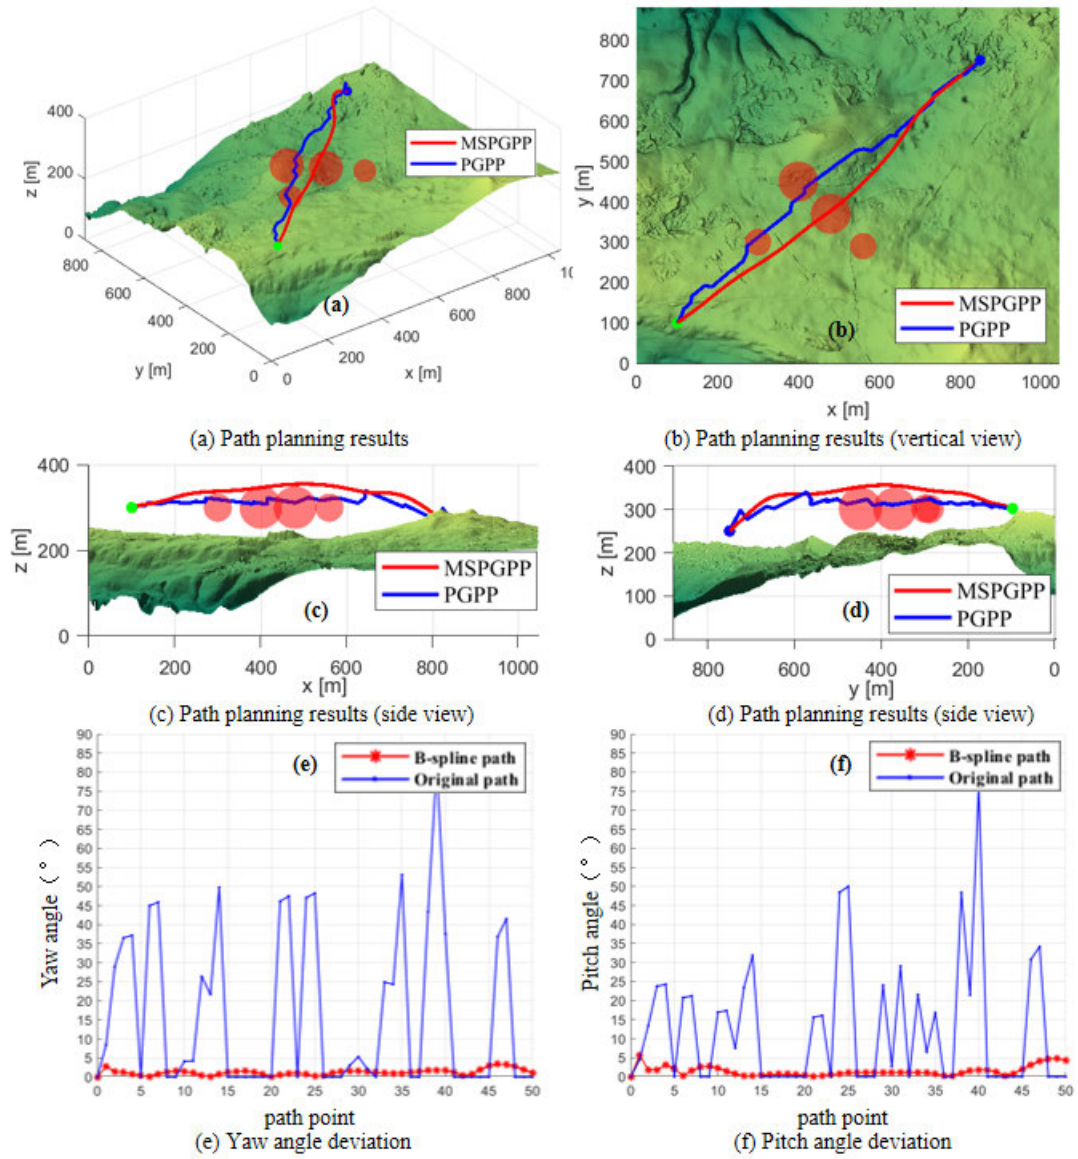 400
200
0
z [m]
800
600
400
200
0
y [m]
0
200
400
600
800
10
x [m]
MSPGPP
PGPP
(a)
(a) Path planning results
800
700
600
500
400
300
200
100
0
y [m]
200
400
600
800
1000
x [m]
MSPGPP
PGPP
(b)
(b) Path planning results (vertical view)
400
200
0
z [m]
0
200
400
600
800
1000
x [m]
MSPGPP
PGPP
(c)
(c) Path planning results (side view)
400
300
200
100
0
z [m]
800
600
400
200
0
y [m]
MSPGPP
PGPP
(d)
(d) Path planning results (side view)
90
85
80
75
70
65
60
55
50
45
40
35
30
25
20
15
10
5
0
Yaw angle (°)
0
5
10
15
20
25
30
35
40
45
50
path point
(e)
B-spline path
Original path
(e) Yaw angle deviation
90
85
80
75
70
65
60
55
50
45
40
35
30
25
20
15
10
5
0
Pitch angle (°)
0
5
10
15
20
25
30
35
40
45
50
path point
(f)
B-spline path
Original path
(f) Pitch angle deviation